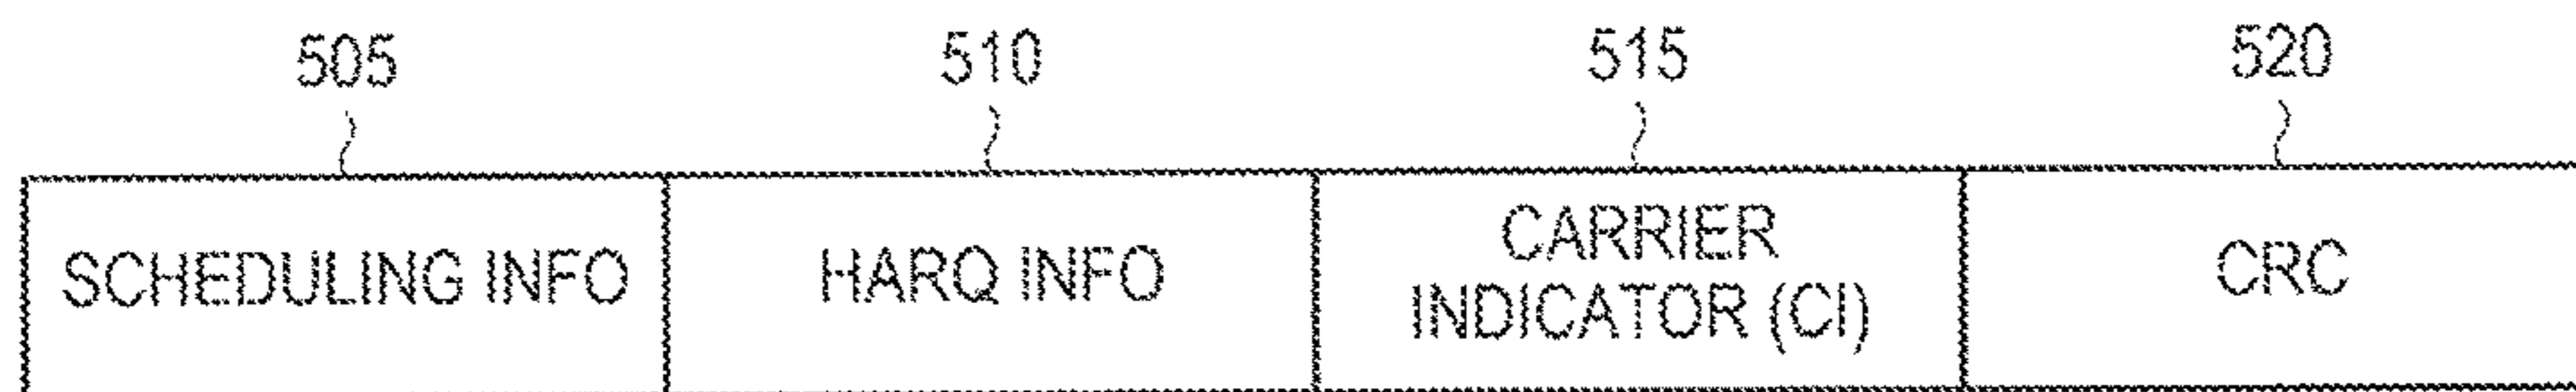 505 510 515 520
SCHEDULING INFO
HARQ INFO
CARRIER
INDICATOR (CI)
CRC